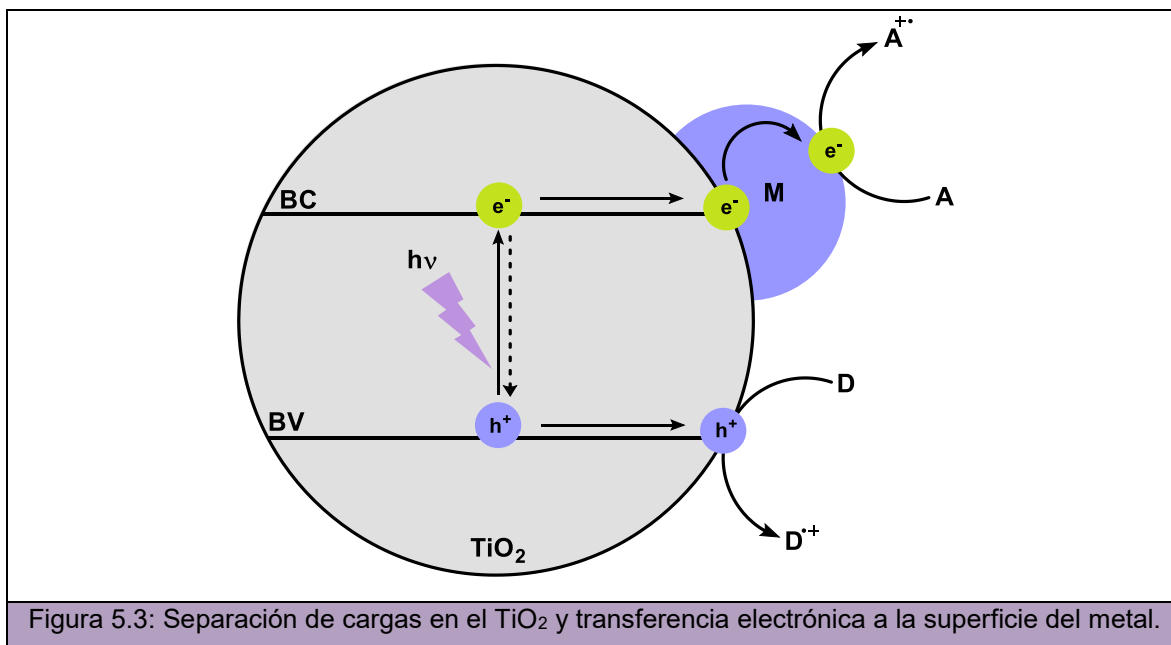 A⁺•
e⁻
M
A
BC
e⁻
e⁻
hν
D
BV
h⁺
h⁺
D•⁺
TiO₂
Figura 5.3: Separación de cargas en el TiO₂ y transferencia electrónica a la superficie del metal.